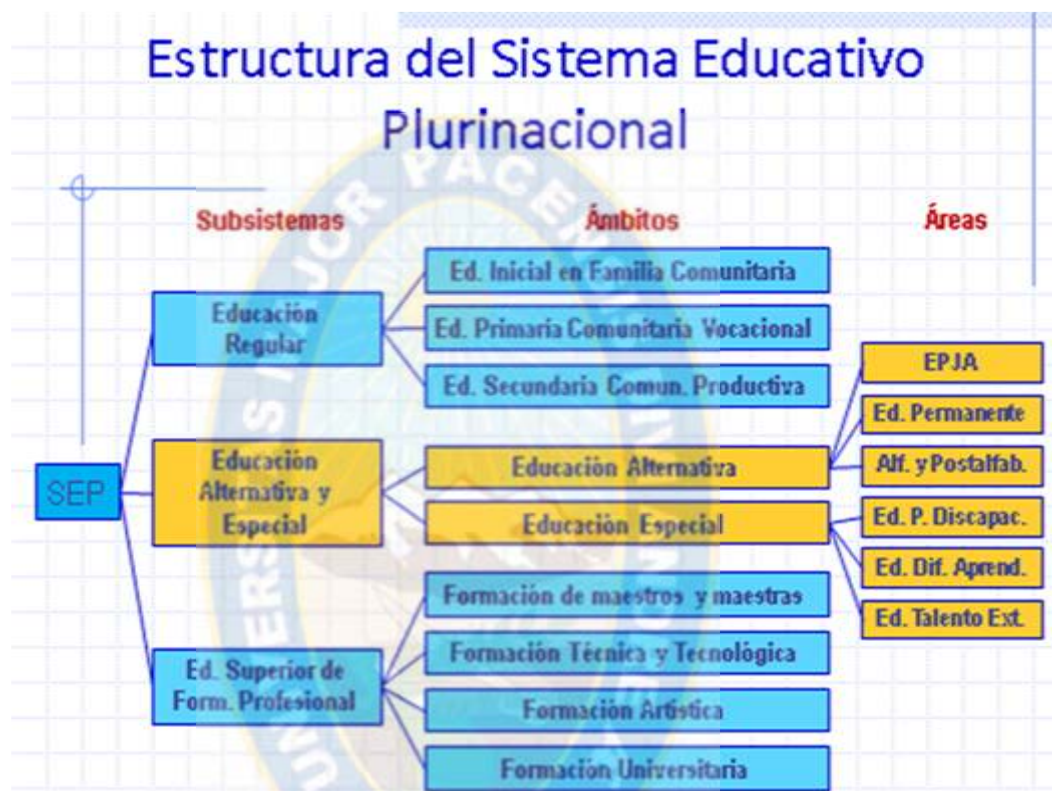 Estructura del Sistema Educativo
Plurinacional
Subsistemas
Ámbitos
Áreas
SEP
Educación
Regular
Ed. Inicial en Familia Comunitaria
Ed. Primaria Comunitaria Vocacional
Ed. Secundaria Comun. Productiva
Educación
Alternativa y
Especial
Educación Alternativa
EPJA
Ed. Permanente
Alf. y Postalfab.
Educación Especial
Ed. P. Discapac.
Ed. Dif. Aprend.
Ed. Talento Ext.
Ed. Superior de
Form. Profesional
Formación de maestros y maestras
Formación Técnica y Tecnológica
Formación Artística
Formación Universitaria